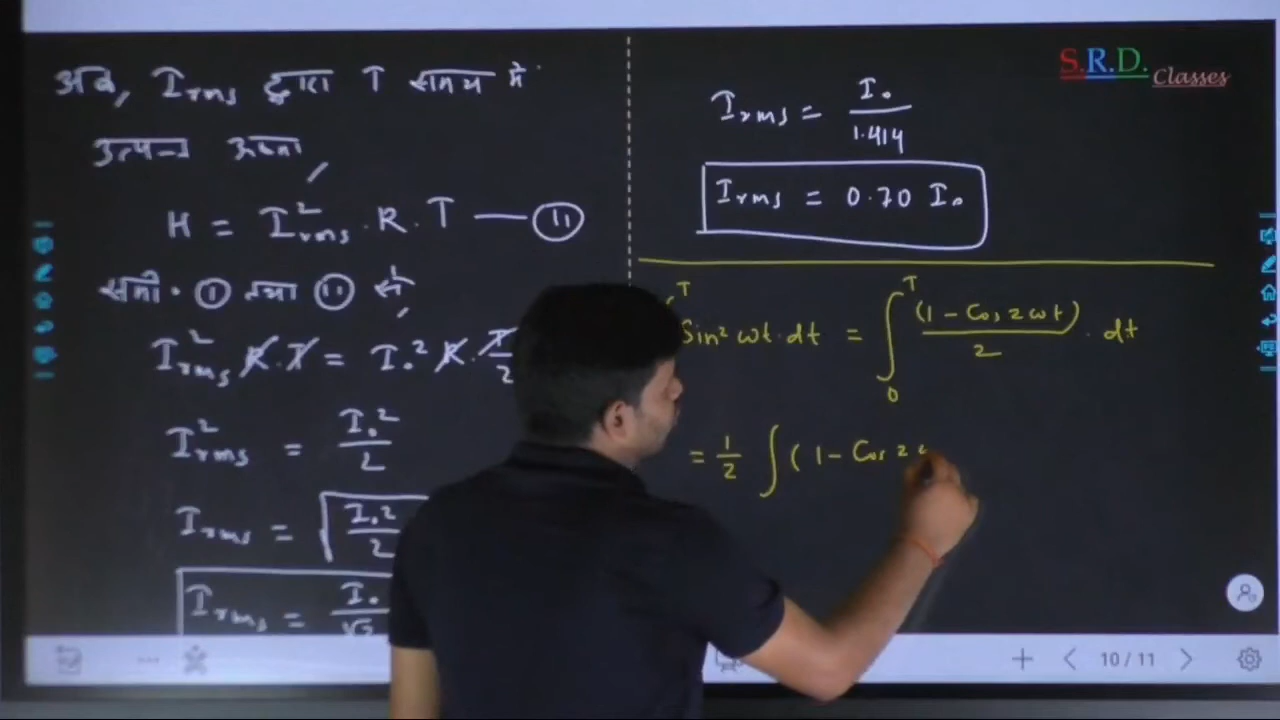 अब, Irms द्वारा T समय में
उत्पन्न ऊष्मा,
H = I²rms . R . T — (11)
समी. (1) तथा (11) से,
I²rms R . T = I₀² R . T/2
I²rms = I₀²/2
Irms = √(I₀²/2)
Irms = I₀/√2
S.R.D. Classes
Irms = I₀/1.414
Irms = 0.70 I₀
∫ᵀ Sin² ωt . dt = ∫₀ᵀ (1 - Cos 2ωt)/2 . dt
= 1/2 ∫ (1 - Cos 2
10 / 11